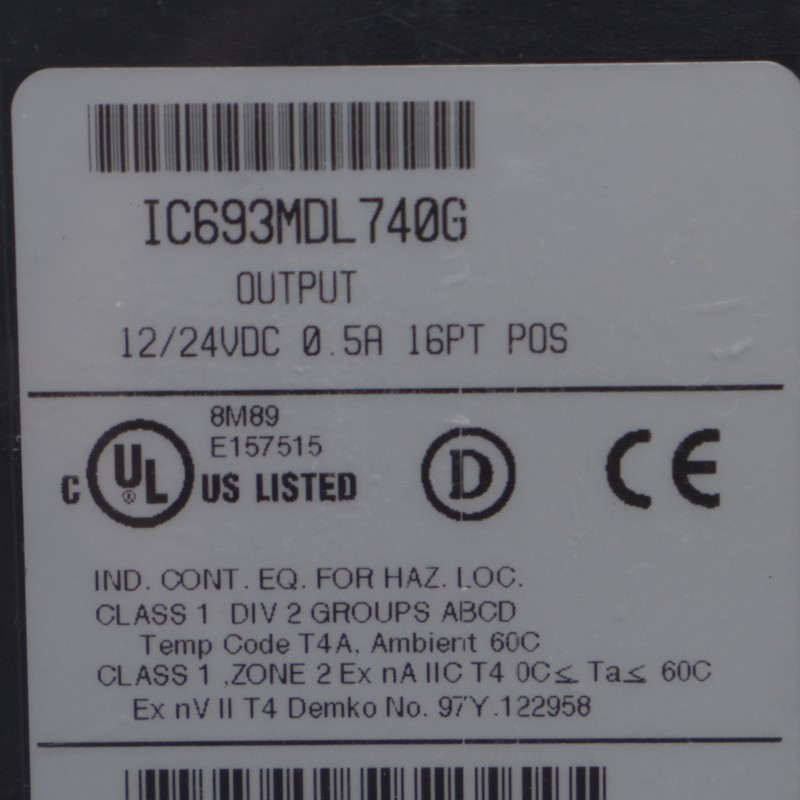 IC693MDL740G
OUTPUT
12/24VDC 0.5A 16PT POS
8M89
E157515
C UL ® US LISTED
D
CE
IND. CONT. EQ. FOR HAZ. LOC.
CLASS 1 DIV 2 GROUPS ABCD
Temp Code T4A, Ambient 60C
CLASS 1 ,ZONE 2 Ex nA IIC T4 0C≤ Ta≤ 60C
Ex nV II T4 Demko No. 97Y.122958